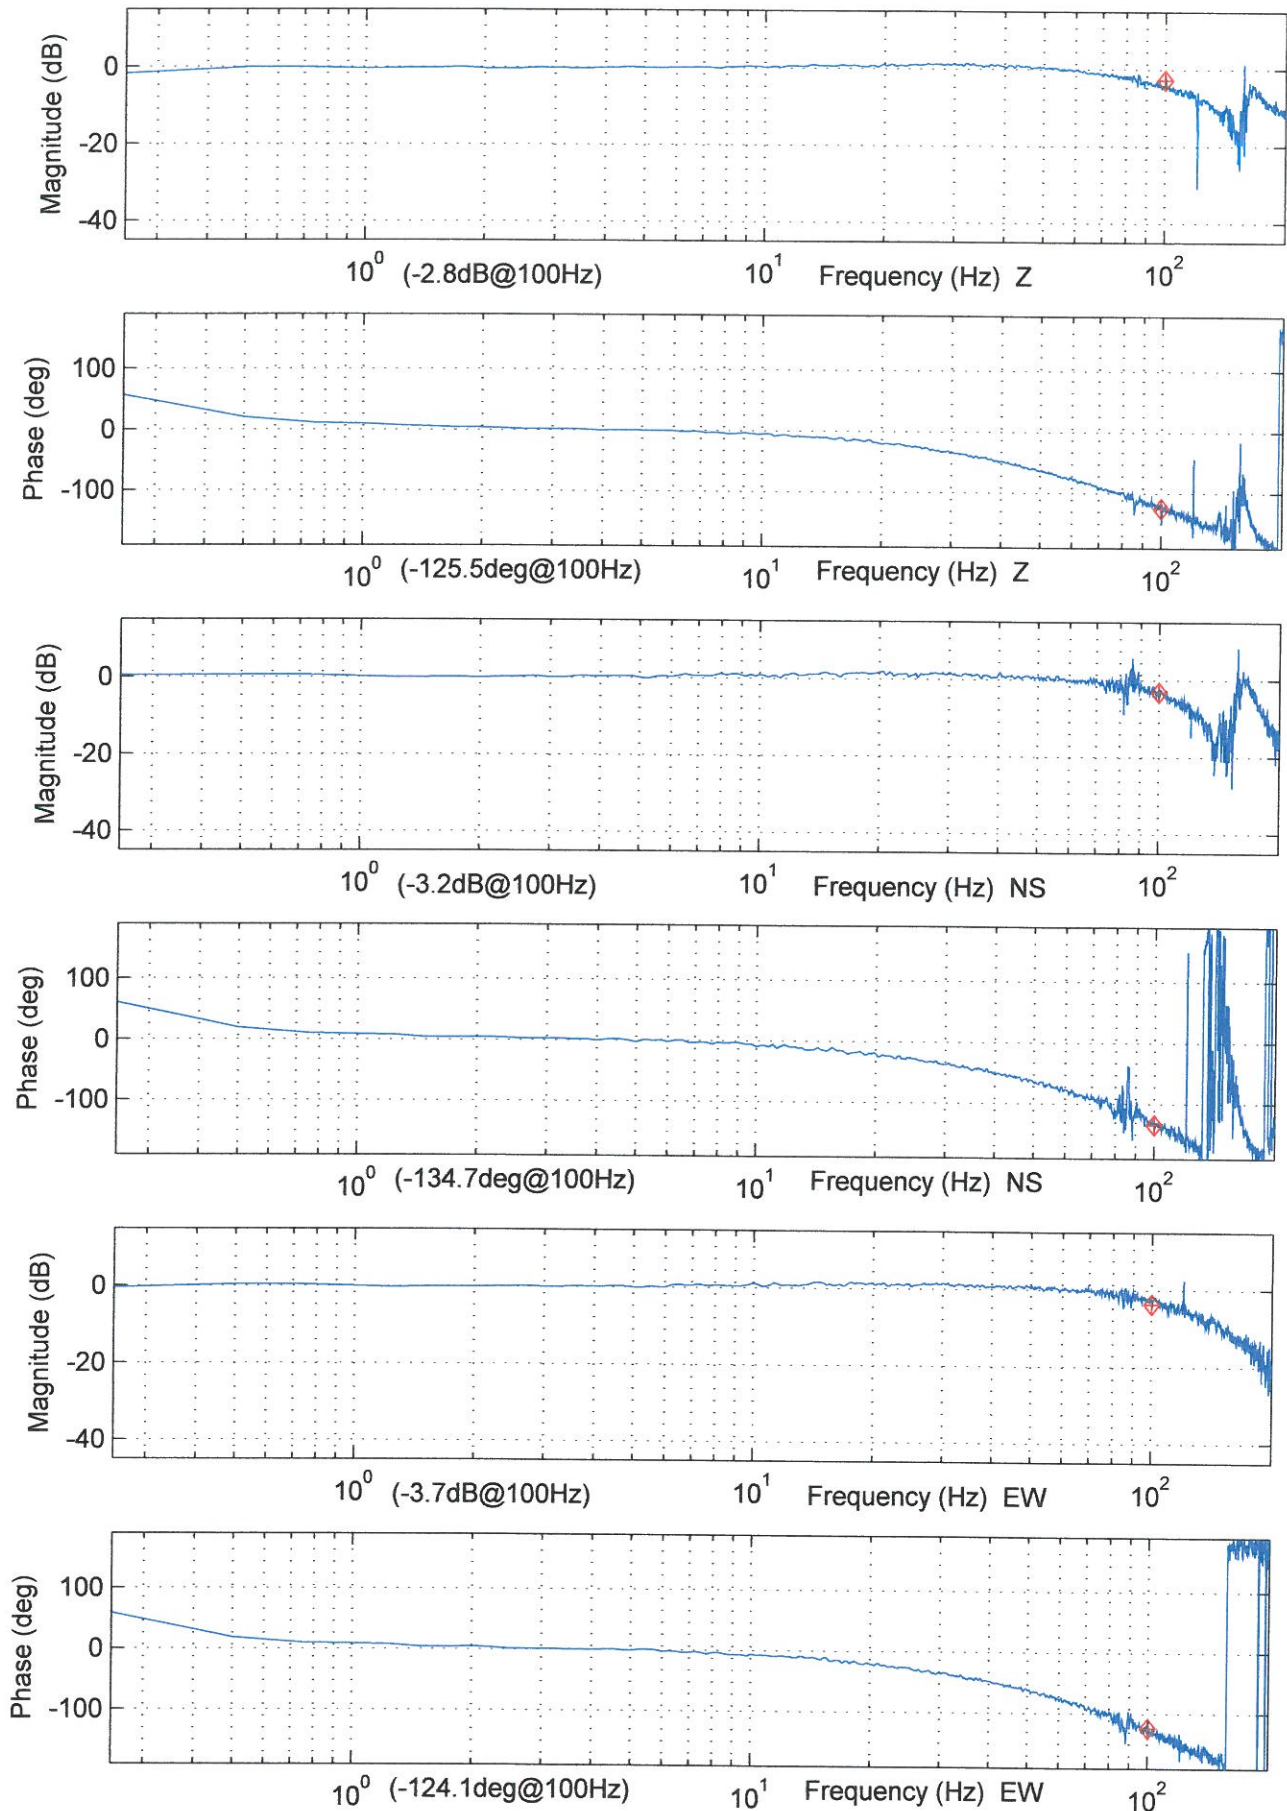 0
-20
-40
Magnitude (dB)
10^0 (-2.8dB@100Hz) 10^1 Frequency (Hz) Z 10^2
100
0
-100
Phase (deg)
10^0 (-125.5deg@100Hz) 10^1 Frequency (Hz) Z 10^2
0
-20
-40
Magnitude (dB)
10^0 (-3.2dB@100Hz) 10^1 Frequency (Hz) NS 10^2
100
0
-100
Phase (deg)
10^0 (-134.7deg@100Hz) 10^1 Frequency (Hz) NS 10^2
0
-20
-40
Magnitude (dB)
10^0 (-3.7dB@100Hz) 10^1 Frequency (Hz) EW 10^2
100
0
-100
Phase (deg)
10^0 (-124.1deg@100Hz) 10^1 Frequency (Hz) EW 10^2